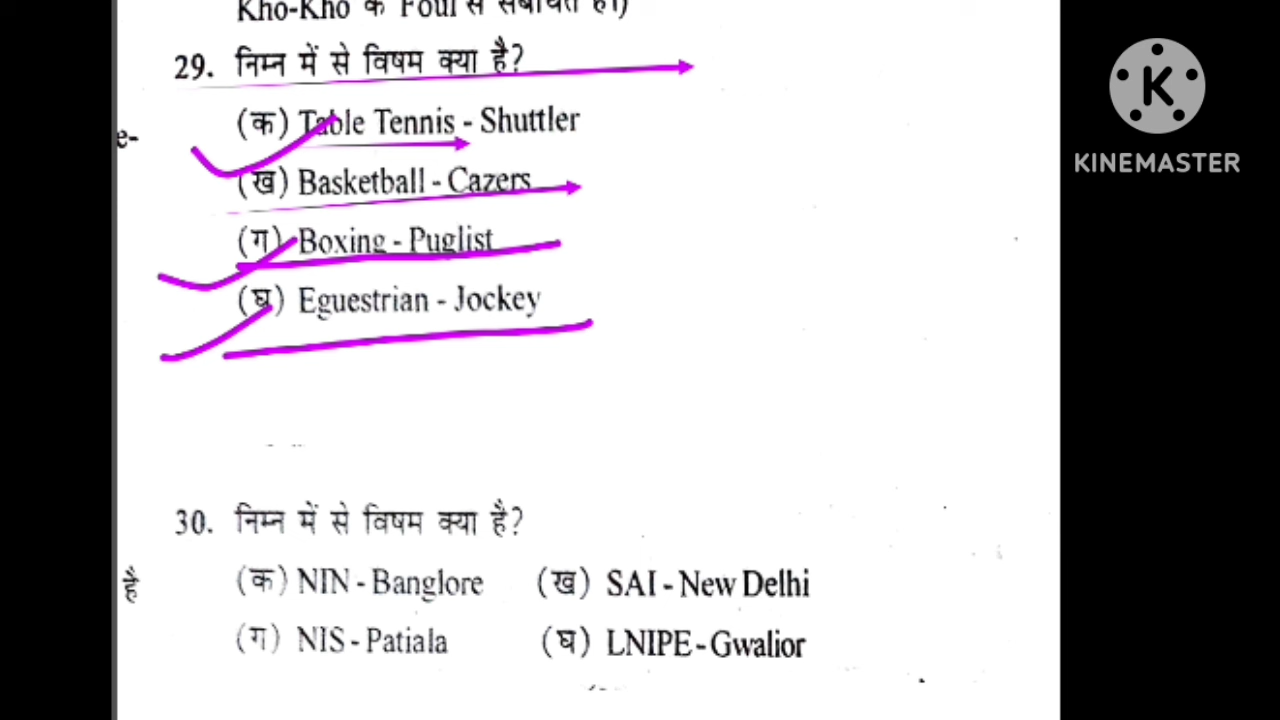 Kho-Kho के Foul से संबंधित है।)
29. निम्न में से विषम क्या है?
(क) Table Tennis - Shuttler
e-
(ख) Basketball - Cazers
(ग) Boxing - Puglist
(घ) Eguestrian - Jockey
30. निम्न में से विषम क्या है?
(क) NIN - Banglore (ख) SAI - New Delhi
है
(ग) NIS - Patiala (घ) LNIPE - Gwalior
K
KINEMASTER